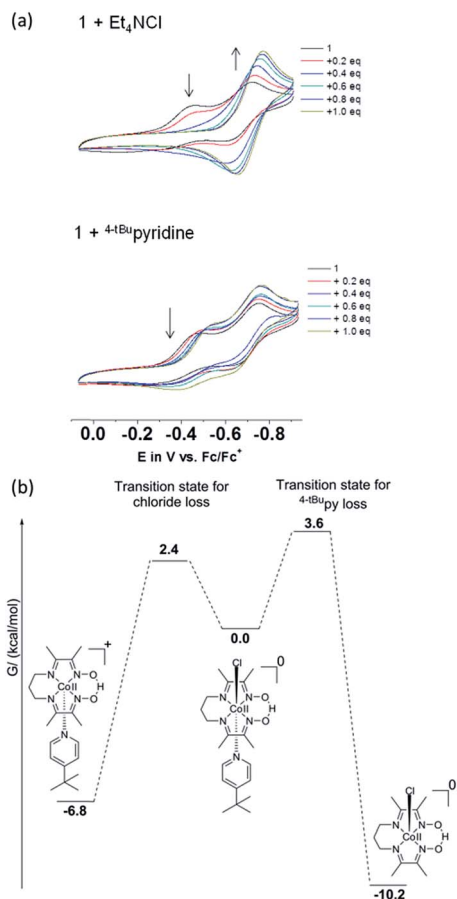 (a)
1 + Et₄NCl
1
+0.2 eq
+0.4 eq
+0.6 eq
+0.8 eq
+1.0 eq
1 + ⁴⁻ᵗᴮᵘpyridine
1
+ 0.2 eq
+ 0.4 eq
+ 0.6 eq
+ 0.8 eq
+ 1.0 eq
0.0 -0.2 -0.4 -0.6 -0.8
E in V vs. Fc/Fc⁺
(b)
Transition state for
chloride loss
Transition state for
⁴⁻ᵗᴮᵘpy loss
G/ (kcal/mol)
2.4
3.6
0.0
-6.8
-10.2
+
N N O
CoII H
N N O
N
0
Cl
N N O
CoII H
N N O
N
0
Cl
N N O
CoII H
N N O